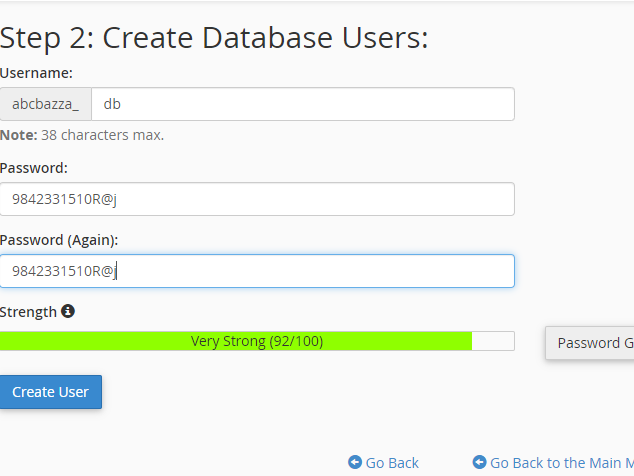 Step 2: Create Database Users:
Username:
abcbazza_ db
Note: 38 characters max.
Password:
9842331510R@j
Password (Again):
9842331510R@j
Strength
Very Strong (92/100)
Password G
Create User
Go Back Go Back to the Main M